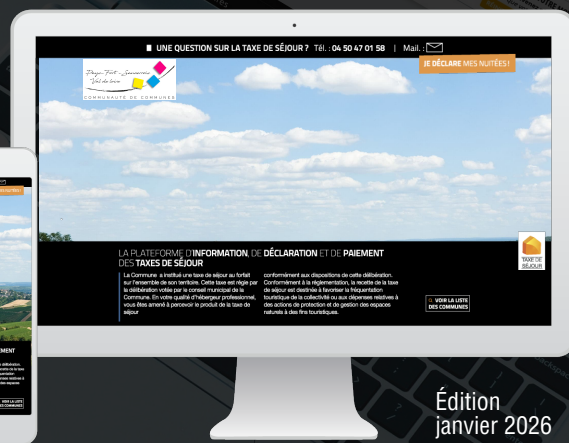 UNE QUESTION SUR LA TAXE DE SÉJOUR ? Tél. : 04 50 47 01 58 | Mail. :
JE DÉCLARE MES NUITÉES !
Val de Loire
COMMUNAUTÉ DE COMMUNES
TAXE DE
SÉJOUR
LA PLATEFORME D'INFORMATION, DE DÉCLARATION ET DE PAIEMENT
DES TAXES DE SÉJOUR
La Commune a institué une taxe de séjour au forfait
sur l'ensemble de son territoire. Cette taxe est régie par
la délibération votée par le conseil municipal de la
Commune. En votre qualité d'hébergeur professionnel,
vous êtes amené à percevoir le produit de la taxe de
séjour
conformément aux dispositions de cette délibération.
Conformément à la réglementation, la recette de la taxe
de séjour est destinée à favoriser la fréquentation
touristique de la collectivité ou aux dépenses relatives à
des actions de protection et de gestion des espaces
naturels à des fins touristiques.
VOIR LA LISTE
DES COMMUNES
Édition
janvier 2026